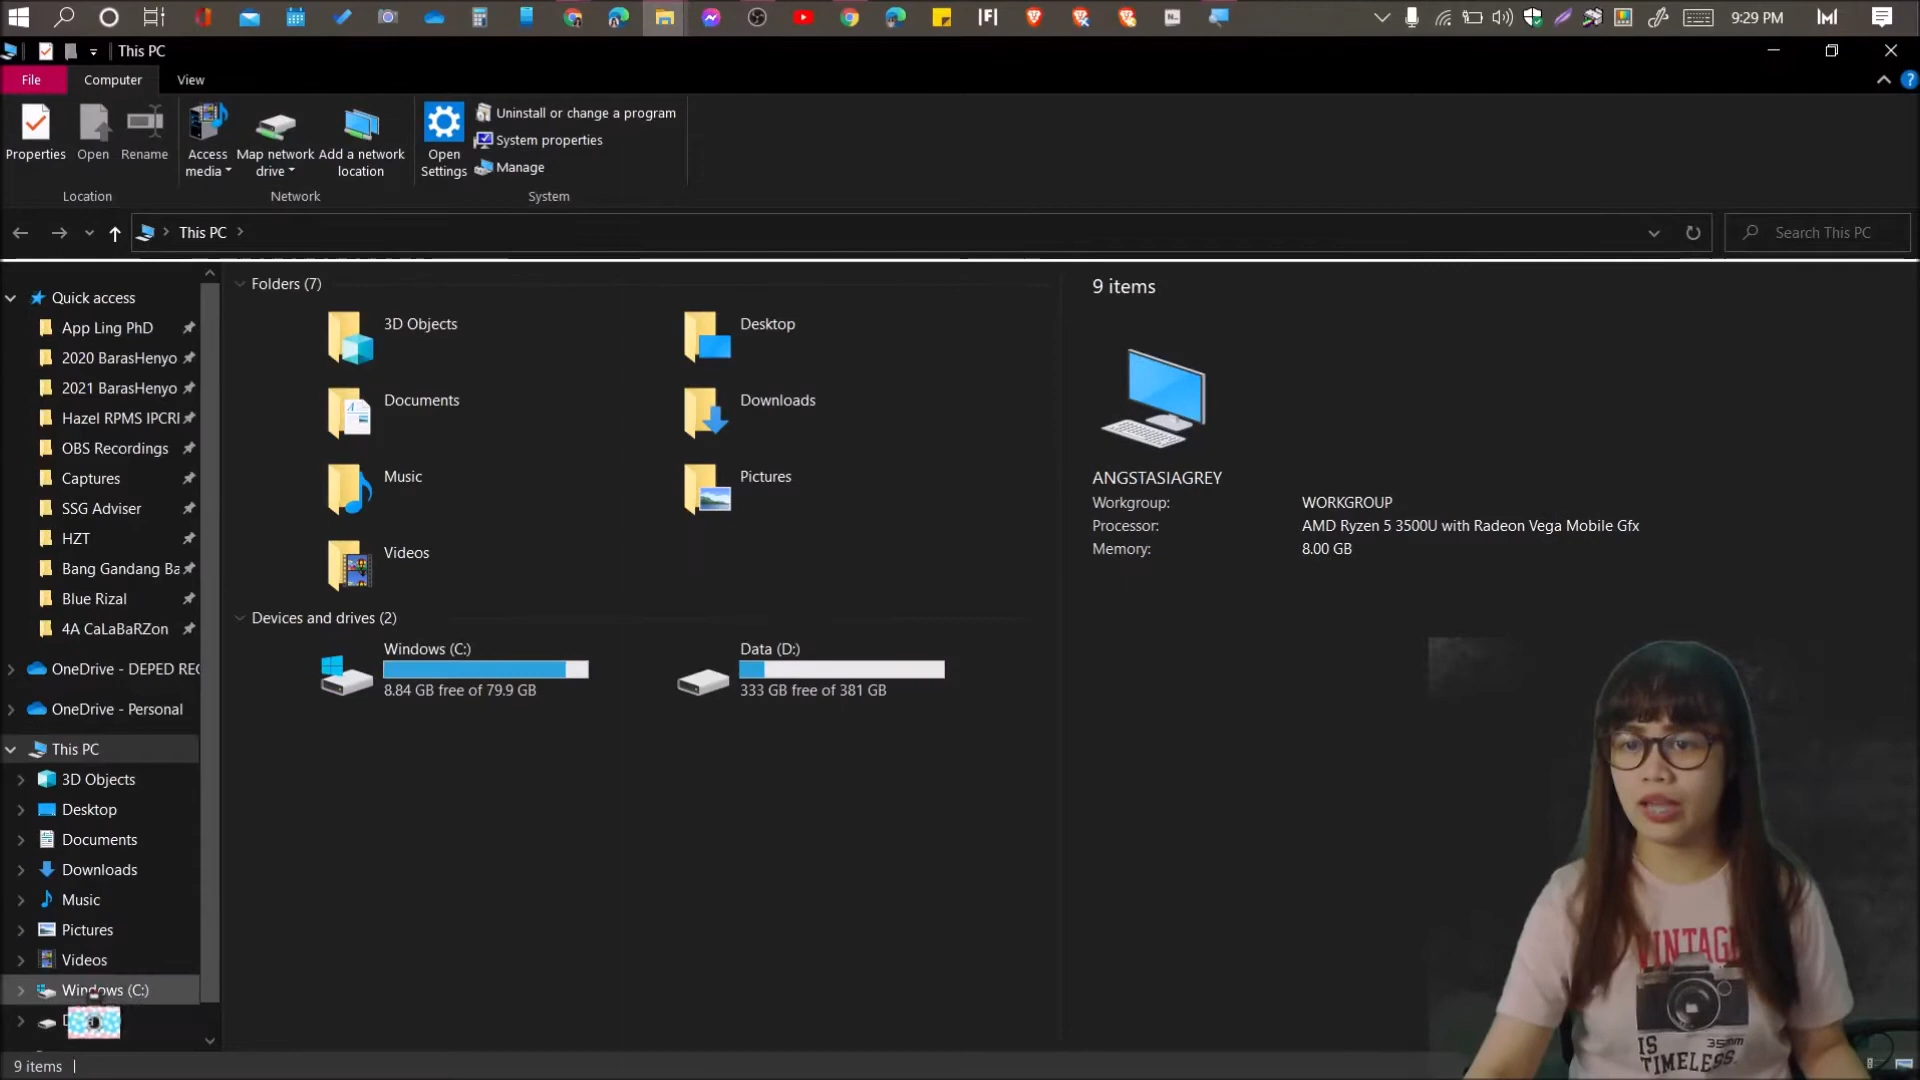 9:29 PM
This PC
File
Computer
View
Properties
Open
Rename
Access media
Map network drive
Add a network location
Open Settings
Uninstall or change a program
System properties
Manage
Location
Network
System
This PC
Search This PC
Quick access
App Ling PhD
2020 BarasHenyo
2021 BarasHenyo
Hazel RPMS IPCRI
OBS Recordings
Captures
SSG Adviser
HZT
Bang Gandang Ba
Blue Rizal
4A CaLaBaRZon
OneDrive - DEPED REG
OneDrive - Personal
This PC
3D Objects
Desktop
Documents
Downloads
Music
Pictures
Videos
Windows (C:)
Folders (7)
3D Objects
Desktop
Documents
Downloads
Music
Pictures
Videos
Devices and drives (2)
Windows (C:)
8.84 GB free of 79.9 GB
Data (D:)
333 GB free of 381 GB
9 items
ANGSTASIAGREY
Workgroup: WORKGROUP
Processor: AMD Ryzen 5 3500U with Radeon Vega Mobile Gfx
Memory: 8.00 GB
VINTAGE
IS
35mm
TIMELESS
9 items